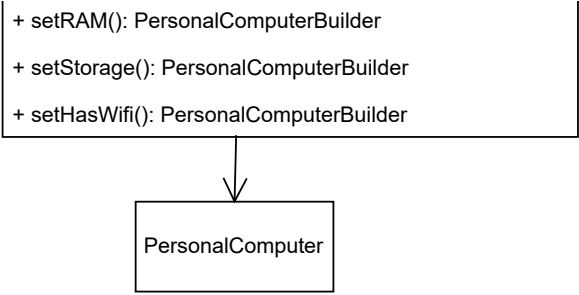 + setRAM(): PersonalComputerBuilder
+ setStorage(): PersonalComputerBuilder
+ setHasWifi(): PersonalComputerBuilder
PersonalComputer